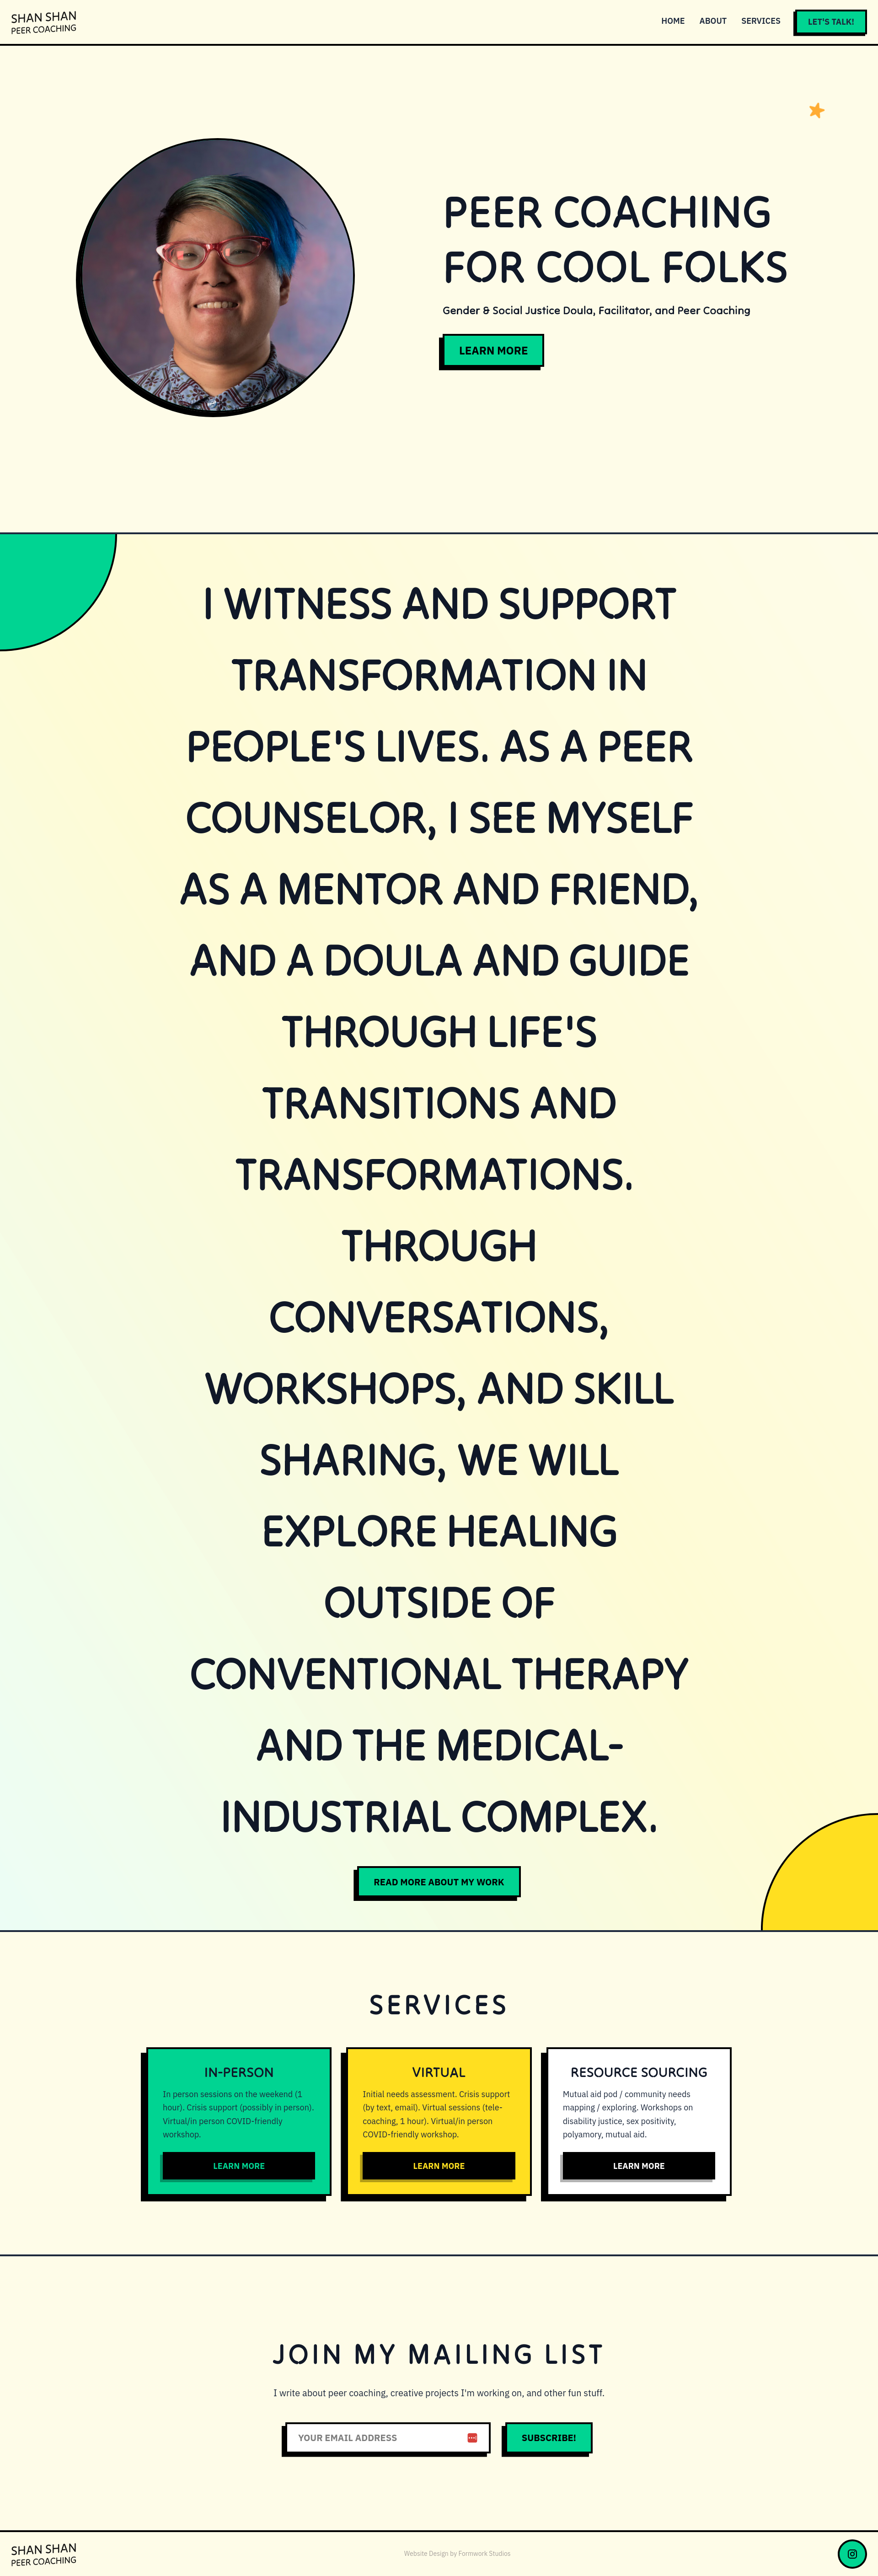 SHAN SHAN
PEER COACHING
HOME ABOUT SERVICES LET'S TALK!
PEER COACHING
FOR COOL FOLKS
Gender & Social Justice Doula, Facilitator, and Peer Coaching
LEARN MORE
I WITNESS AND SUPPORT
TRANSFORMATION IN
PEOPLE'S LIVES. AS A PEER
COUNSELOR, I SEE MYSELF
AS A MENTOR AND FRIEND,
AND A DOULA AND GUIDE
THROUGH LIFE'S
TRANSITIONS AND
TRANSFORMATIONS.
THROUGH
CONVERSATIONS,
WORKSHOPS, AND SKILL
SHARING, WE WILL
EXPLORE HEALING
OUTSIDE OF
CONVENTIONAL THERAPY
AND THE MEDICAL-
INDUSTRIAL COMPLEX.
READ MORE ABOUT MY WORK
SERVICES
IN-PERSON
In person sessions on the weekend (1
hour). Crisis support (possibly in person).
Virtual/in person COVID-friendly
workshop.
LEARN MORE
VIRTUAL
Initial needs assessment. Crisis support
(by text, email). Virtual sessions (tele-
coaching, 1 hour). Virtual/in person
COVID-friendly workshop.
LEARN MORE
RESOURCE SOURCING
Mutual aid pod / community needs
mapping / exploring. Workshops on
disability justice, sex positivity,
polyamory, mutual aid.
LEARN MORE
JOIN MY MAILING LIST
I write about peer coaching, creative projects I'm working on, and other fun stuff.
YOUR EMAIL ADDRESS
SUBSCRIBE!
SHAN SHAN
PEER COACHING
Website Design by Formwork Studios